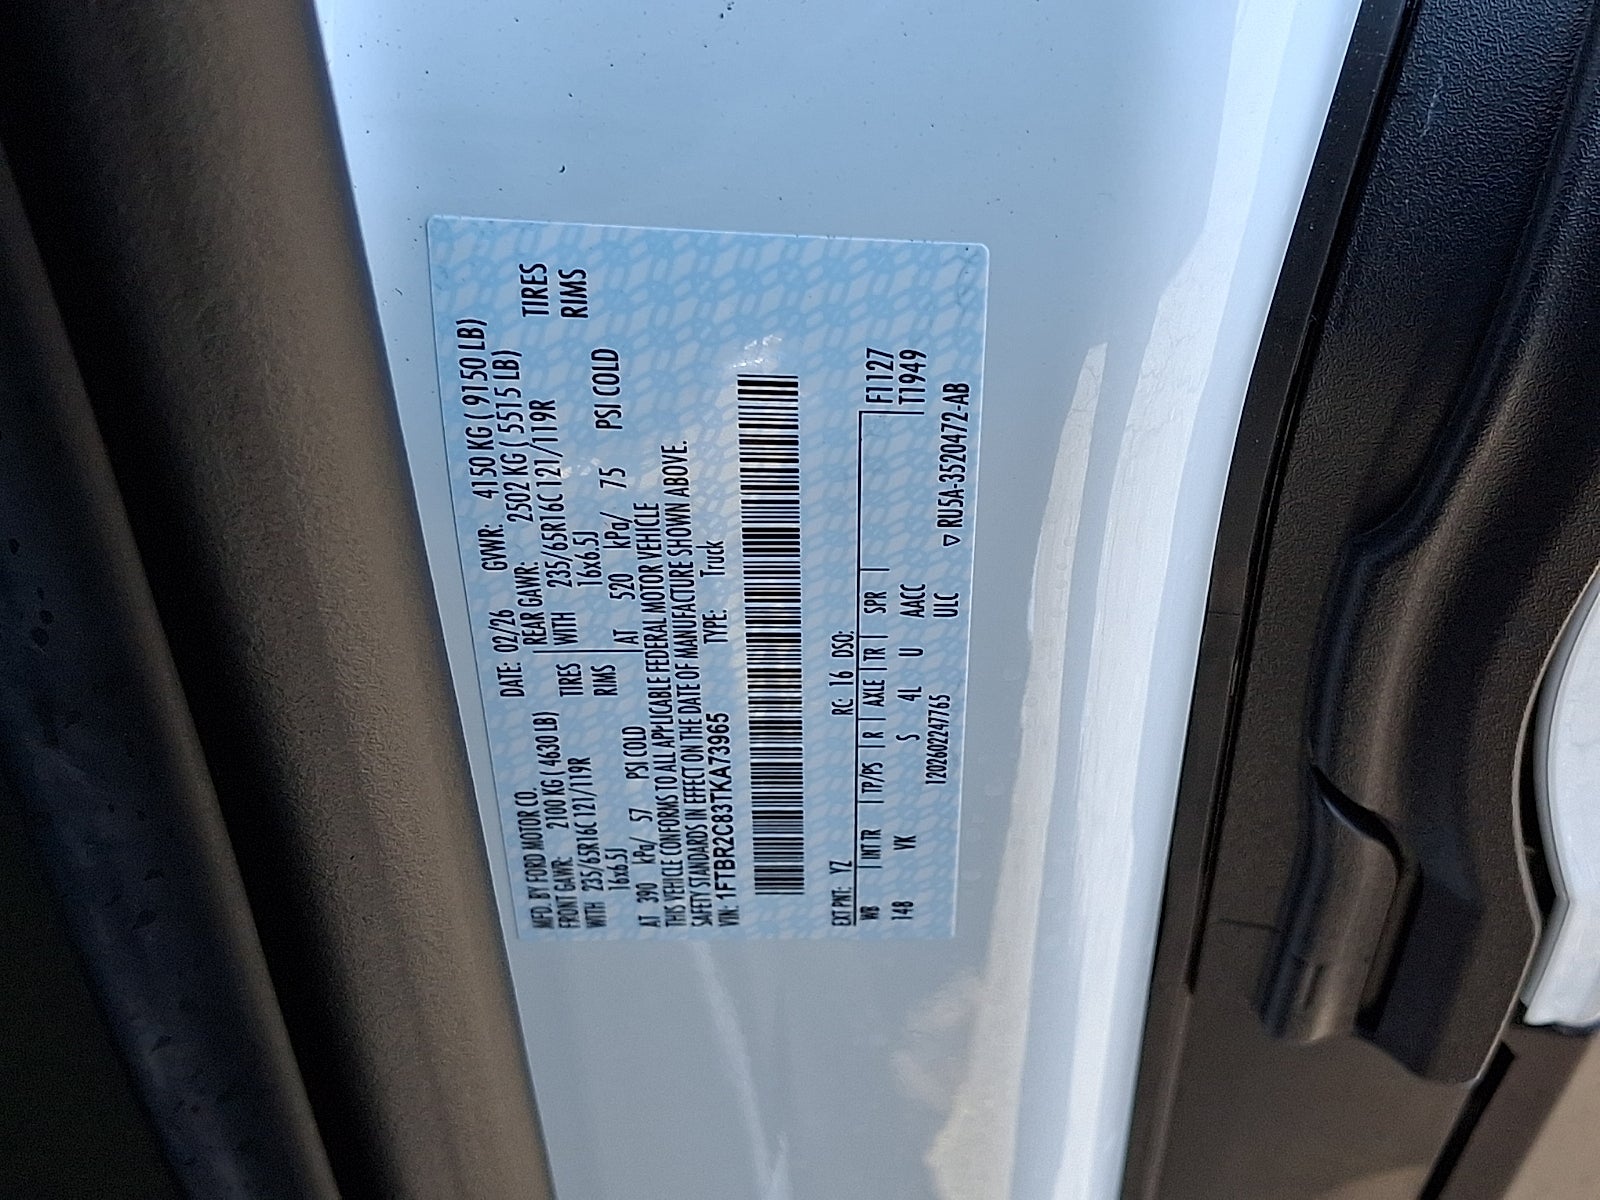 MFD. BY FORD MOTOR CO.
DATE: 02/26 GVWR: 4150 KG ( 9150 LB)
FRONT GAWR: 2100 KG ( 4630 LB)
REAR GAWR: 2502 KG ( 5515 LB)
WITH 235/65R16C 121/119R TIRES
WITH 235/65R16C 121/119R TIRES
16x6.5J RIMS
16x6.5J RIMS
AT 390 kPa/ 57 PSI COLD
AT 520 kPa/ 75 PSI COLD
THIS VEHICLE CONFORMS TO ALL APPLICABLE FEDERAL MOTOR VEHICLE
SAFETY STANDARDS IN EFFECT ON THE DATE OF MANUFACTURE SHOWN ABOVE.
VIN: 1FTBR2C83TKA73965 TYPE: Truck
EXT PNT: YZ RC: 16 DSO:
WB INT TR TP/PS R AXLE TR SPR F1127
148 VK S 4L U AACC T1949
12026022477​65 ULC ▽ RU5A-3520472-AB